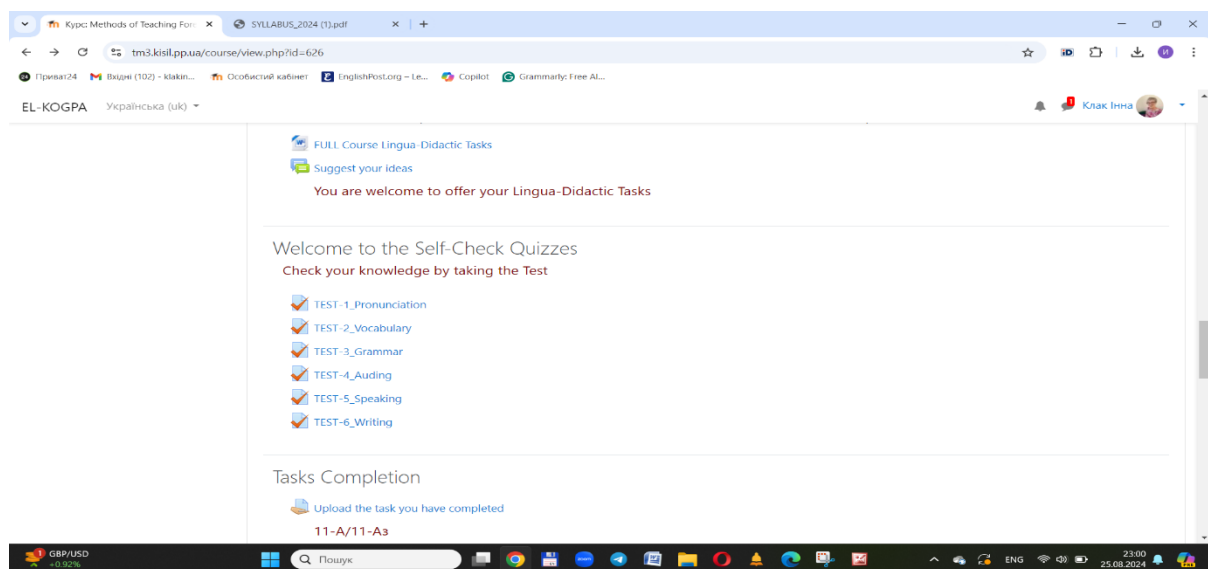 Курс: Methods of Teaching For
SYLLABUS_2024 (1).pdf
tm3.kisil.pp.ua/course/view.php?id=626
Приват24
Вхідні (102) - klakin...
Особистий кабінет
EnglishPost.org – Le...
Copilot
Grammarly: Free AI...
EL-KOGPA
Українська (uk)
Клак Інна
FULL Course Lingua-Didactic Tasks
Suggest your ideas
You are welcome to offer your Lingua-Didactic Tasks
Welcome to the Self-Check Quizzes
Check your knowledge by taking the Test
TEST-1_Pronunciation
TEST-2_Vocabulary
TEST-3_Grammar
TEST-4_Auding
TEST-5_Speaking
TEST-6_Writing
Tasks Completion
Upload the task you have completed
11-А/11-Аз
GBP/USD
+0.92%
Пошук
ENG
23:00
25.08.2024